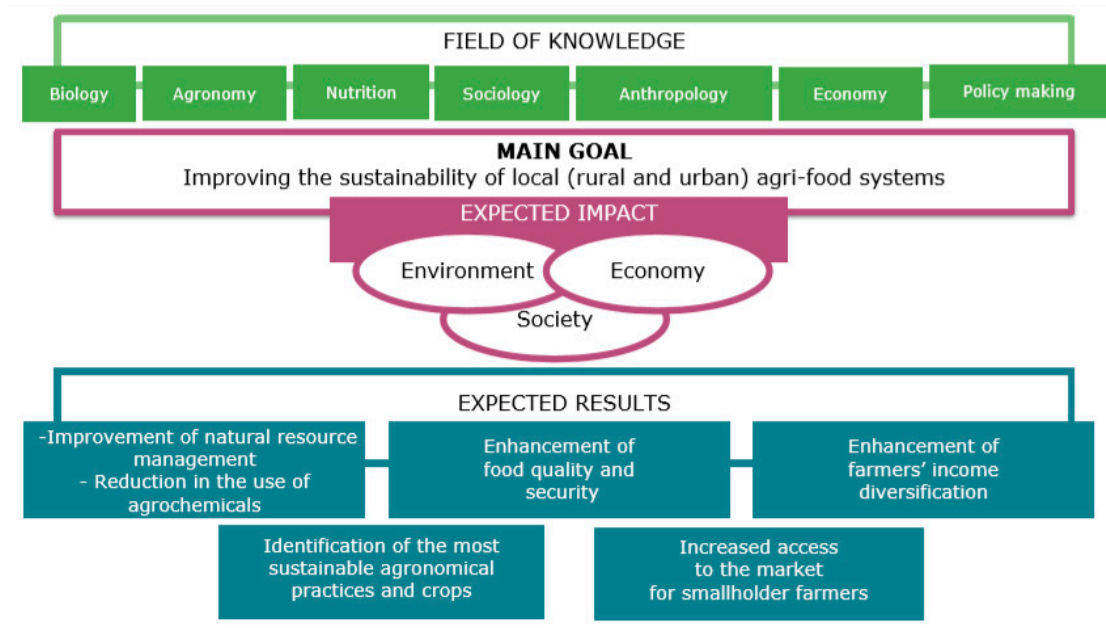 FIELD OF KNOWLEDGE
Biology
Agronomy
Nutrition
Sociology
Anthropology
Economy
Policy making
MAIN GOAL
Improving the sustainability of local (rural and urban) agri-food systems
EXPECTED IMPACT
Environment
Economy
Society
EXPECTED RESULTS
-Improvement of natural resource
management
- Reduction in the use of
agrochemicals
Enhancement of
food quality and
security
Enhancement of
farmers’ income
diversification
Identification of the most
sustainable agronomical
practices and crops
Increased access
to the market
for smallholder farmers